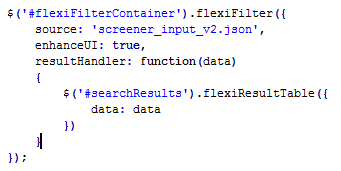 $('#flexiFilterContainer').flexiFilter({
    source: 'screener_input_v2.json',
    enhanceUI: true,
    resultHandler: function(data)
    {
        $('#searchResults').flexiResultTable({
            data: data
        })
    }
});